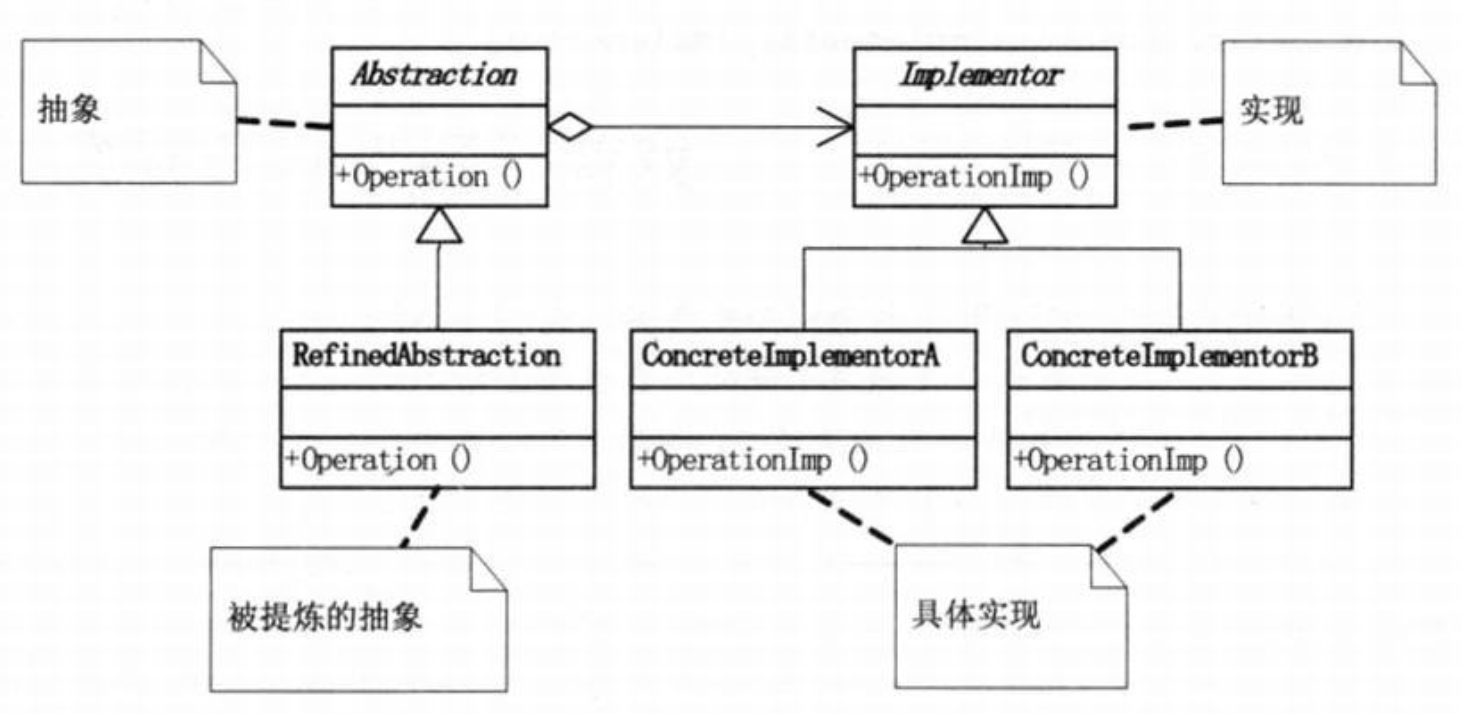 抽象
Abstraction
+Operation ()
Implementor
+OperationImp ()
实现
RefinedAbstraction
+Operation ()
ConcreteImplementorA
+OperationImp ()
ConcreteImplementorB
+OperationImp ()
被提炼的抽象
具体实现